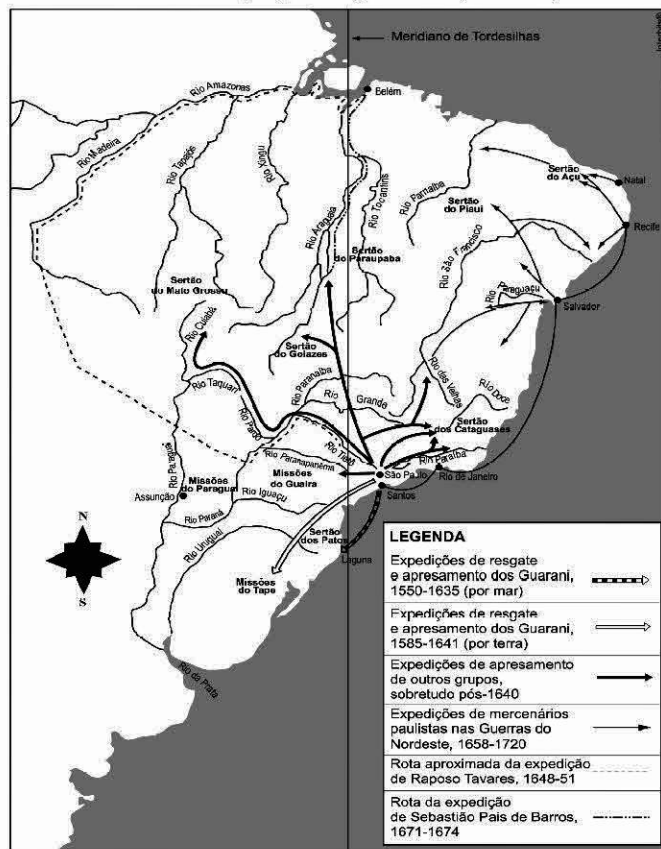 Meridiano de Tordesilhas
Rio Amazonas
Belém
Rio Madeira
Rio Tapajós
Rio Xingu
Rio Tocantins
Rio Araguaia
Rio Parnaíba
Sertão
do Açu
Natal
Sertão
do Piauí
Recife
Rio São Francisco
Sertão
do Paraupaba
Sertão
do Mato Grosso
Rio Paraguaçu
Salvador
Rio Cuiabá
Sertão
do Goiazes
Rio das Velhas
Rio Paranaíba
Rio Taquari
Rio Grande
Rio Doce
Rio Pardo
Sertão
dos Cataguases
Rio Tietê
Rio Paraíba
Rio Paraguai
Rio Paranapanema
São Paulo
Rio de Janeiro
Missões
do Paraguai
Missões
do Guaira
Santos
Assunção
Rio Iguaçu
Rio Paraná
Sertão
dos Patos
Rio Uruguai
Laguna
Missões
do Tape
Rio da Prata
N
S
LEGENDA
Expedições de resgate
e apresamento dos Guarani,
1550-1635 (por mar)
Expedições de resgate
e apresamento dos Guarani,
1585-1641 (por terra)
Expedições de apresamento
de outros grupos,
sobretudo pós-1640
Expedições de mercenários
paulistas nas Guerras do
Nordeste, 1658-1720
Rota aproximada da expedição
de Raposo Tavares, 1648-51
Rota da expedição
de Sebastião Pais de Barros,
1671-1674